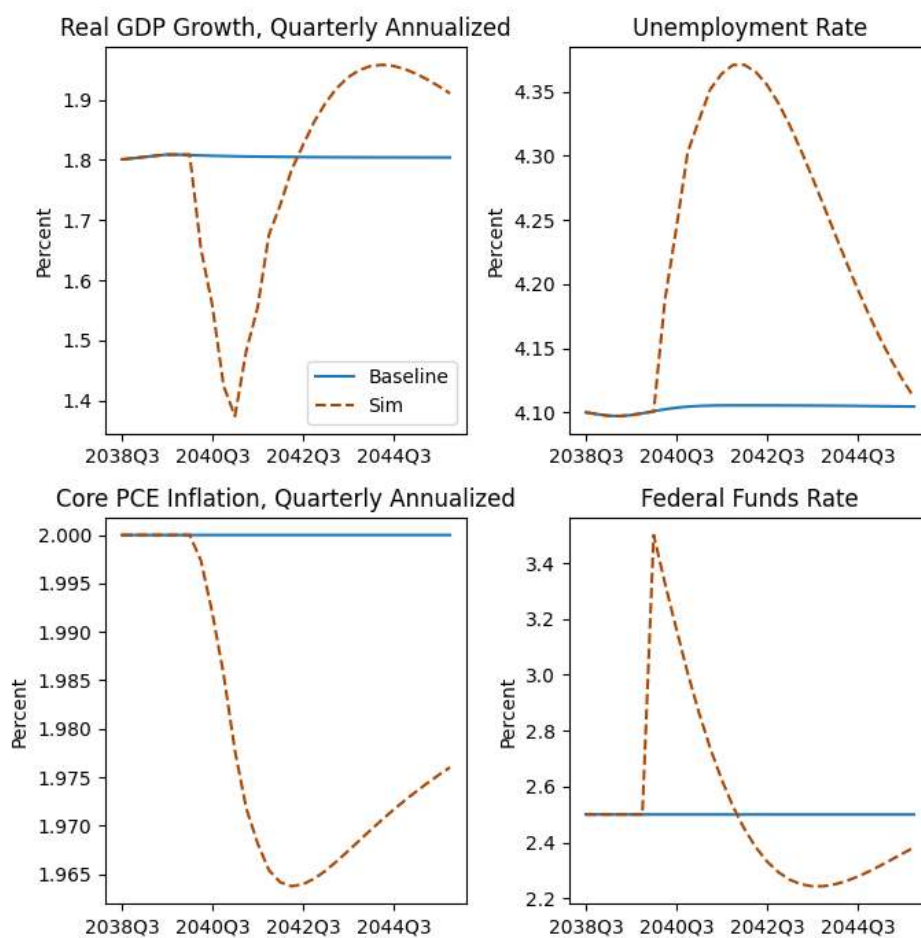 Real GDP Growth, Quarterly Annualized
Percent
1.9
1.8
1.7
1.6
1.5
1.4
Baseline
Sim
2038Q3 2040Q3 2042Q3 2044Q3
Unemployment Rate
Percent
4.35
4.30
4.25
4.20
4.15
4.10
2038Q3 2040Q3 2042Q3 2044Q3
Core PCE Inflation, Quarterly Annualized
Percent
2.000
1.995
1.990
1.985
1.980
1.975
1.970
1.965
2038Q3 2040Q3 2042Q3 2044Q3
Federal Funds Rate
Percent
3.4
3.2
3.0
2.8
2.6
2.4
2.2
2038Q3 2040Q3 2042Q3 2044Q3